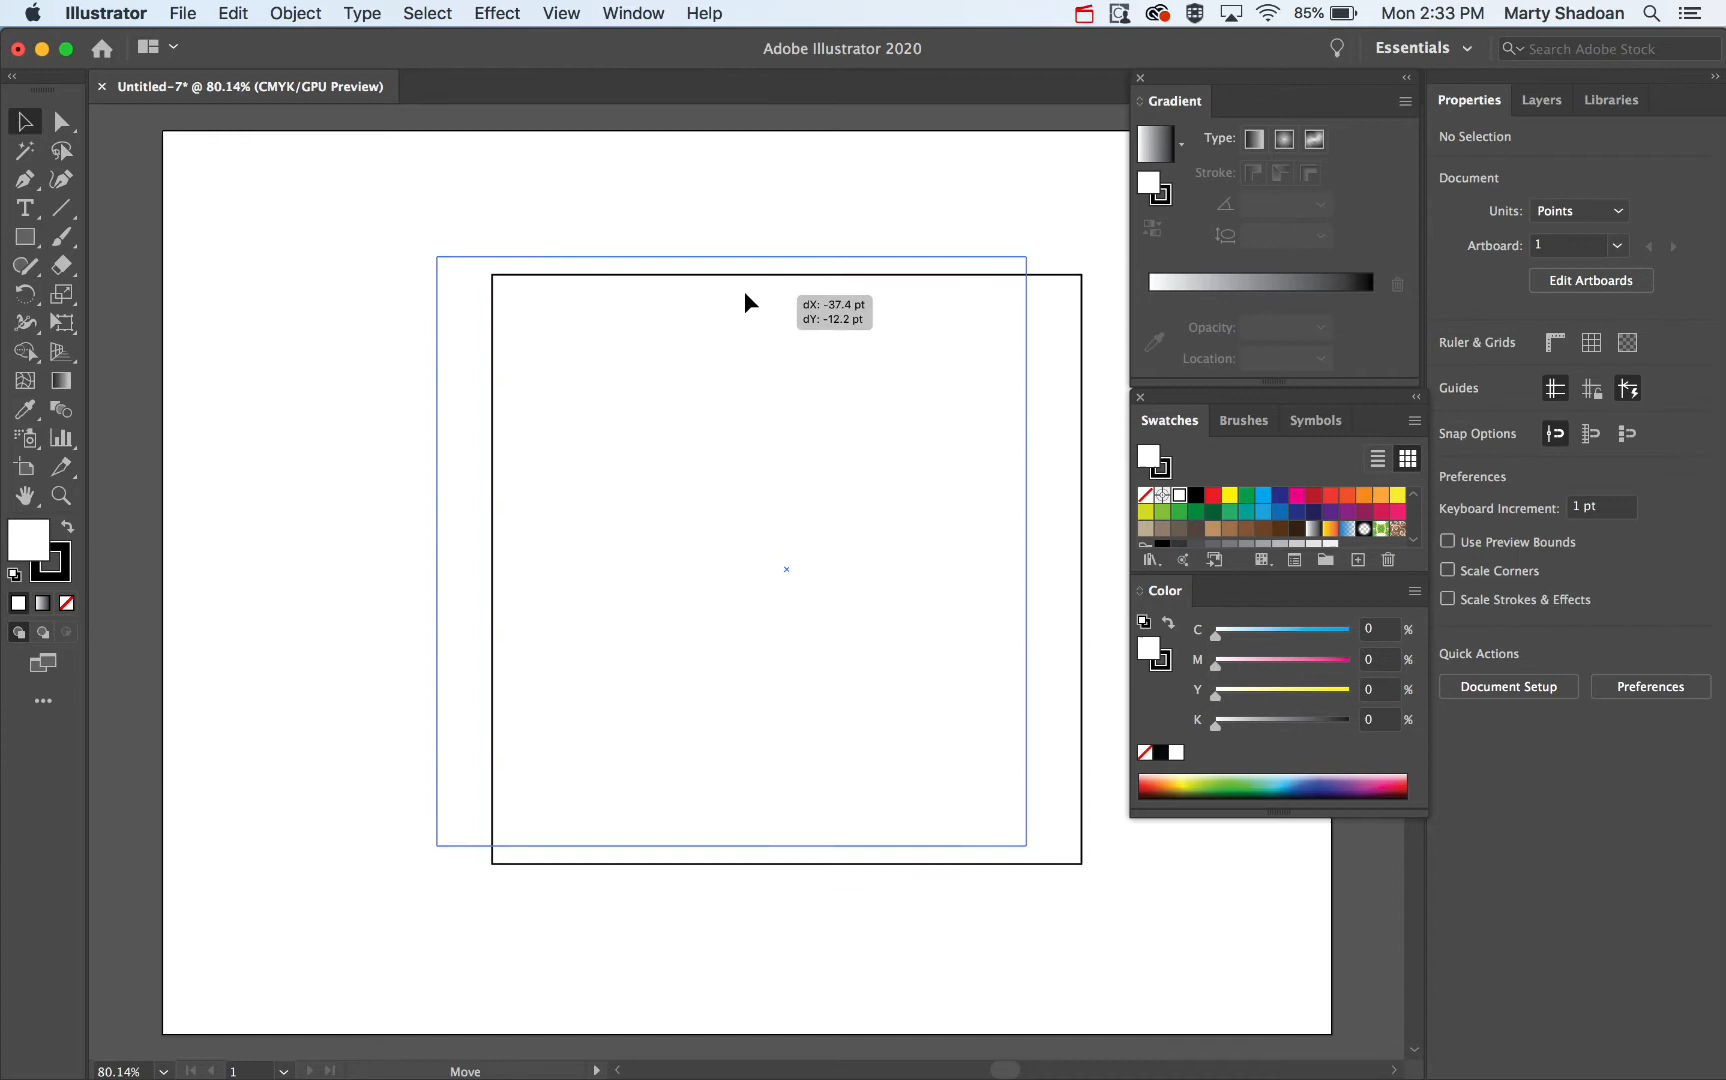 Illustrator File Edit Object Type Select Effect View Window Help 85% Mon 2:33 PM Marty Shadoan
Adobe Illustrator 2020 Essentials Search Adobe Stock
Untitled-7* @ 80.14% (CMYK/GPU Preview)
Gradient
Type:
Stroke:
Opacity:
Location:
dX: -37.4 pt
dY: -12.2 pt
Swatches Brushes Symbols
Color
C 0 %
M 0 %
Y 0 %
K 0 %
Properties Layers Libraries
No Selection
Document
Units: Points
Artboard: 1
Edit Artboards
Ruler & Grids
Guides
Snap Options
Preferences
Keyboard Increment: 1 pt
Use Preview Bounds
Scale Corners
Scale Strokes & Effects
Quick Actions
Document Setup Preferences
80.14% 1 Move